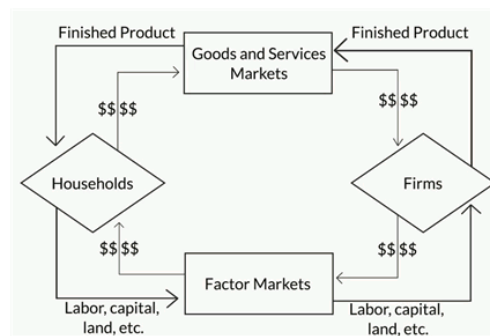 Finished Product
Goods and Services
Markets
Finished Product
$$ $$
$$ $$
Households
Firms
$$ $$
$$ $$
Factor Markets
Labor, capital,
land, etc.
Labor, capital,
land, etc.